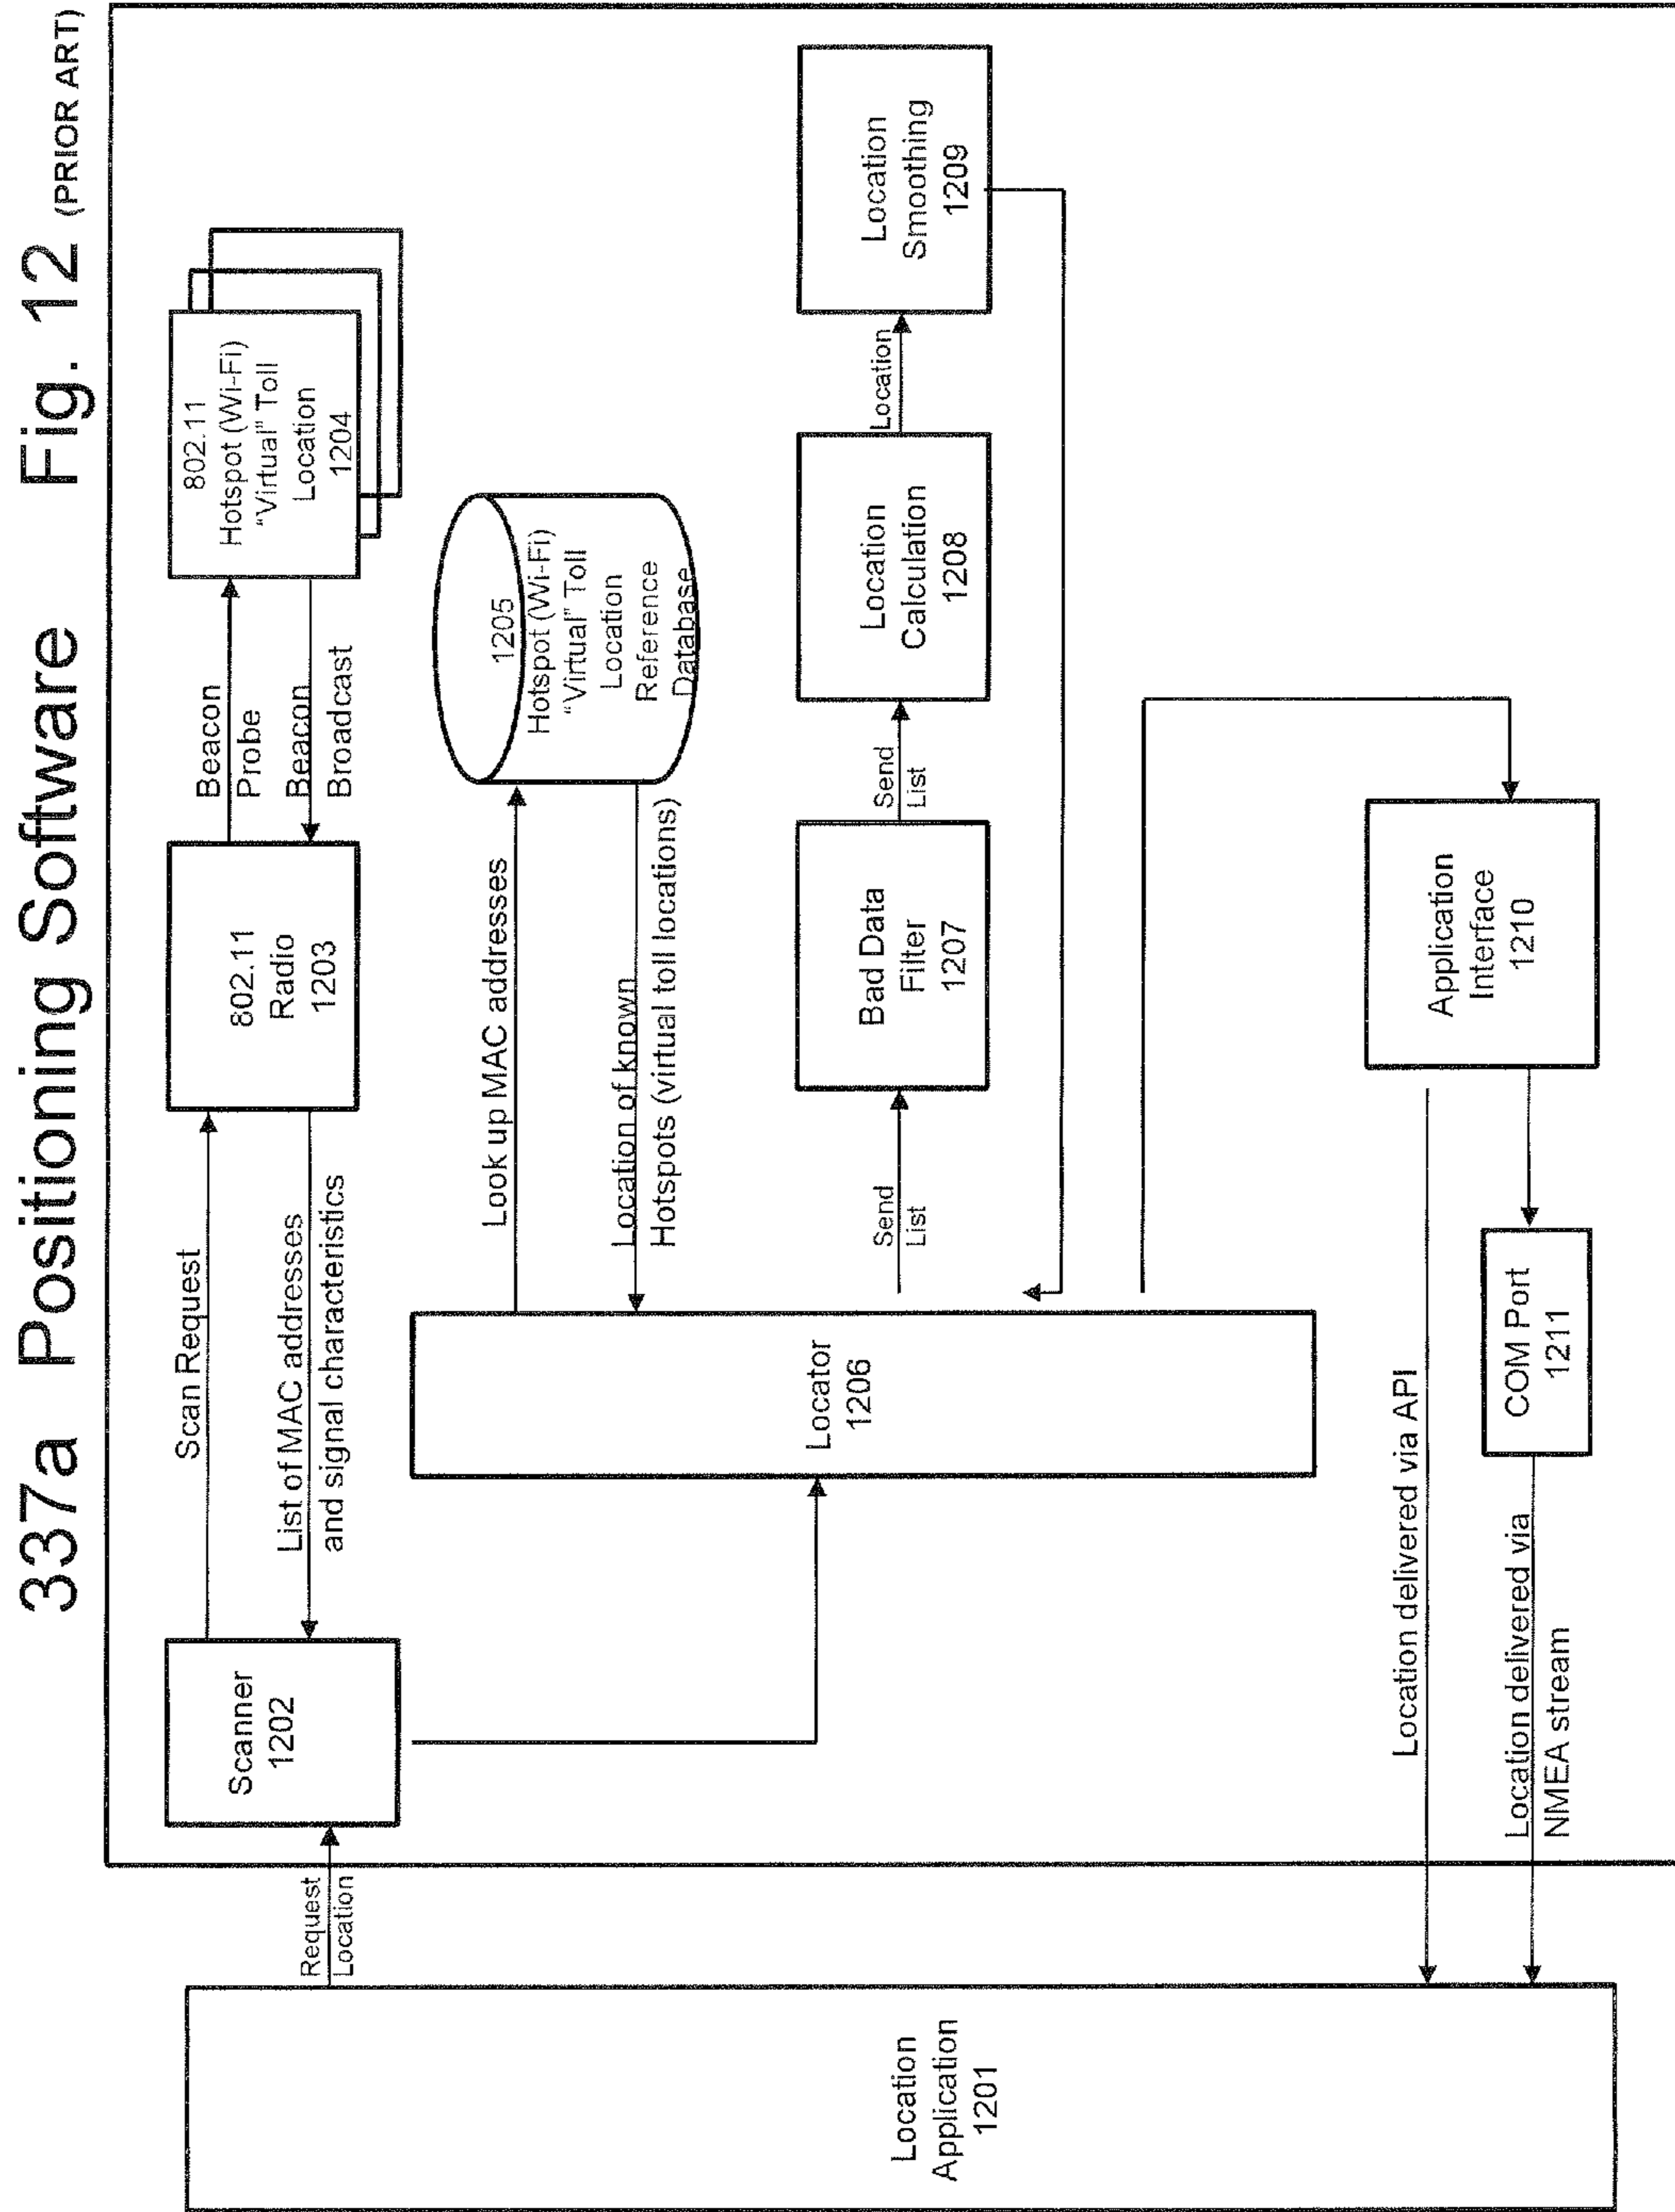 337a Positioning Software Fig. 12 (PRIOR ART)
Location
Application
1201
Request
Location
Scanner
1202
Scan Request
List of MAC addresses
and signal characteristics
802.11
Radio
1203
Beacon
Probe
Beacon
Broadcast
802.11
Hotspot (Wi-Fi)
“Virtual” Toll
Location
1204
Look up MAC addresses
Location of known
Hotspots (virtual toll locations)
1205
Hotspot (Wi-Fi)
“Virtual” Toll
Location
Reference
Database
Locator
1206
Send
List
Bad Data
Filter
1207
Send
List
Location
Calculation
1208
Location
Location
Smoothing
1209
Application
Interface
1210
COM Port
1211
Location delivered via API
Location delivered via
NMEA stream